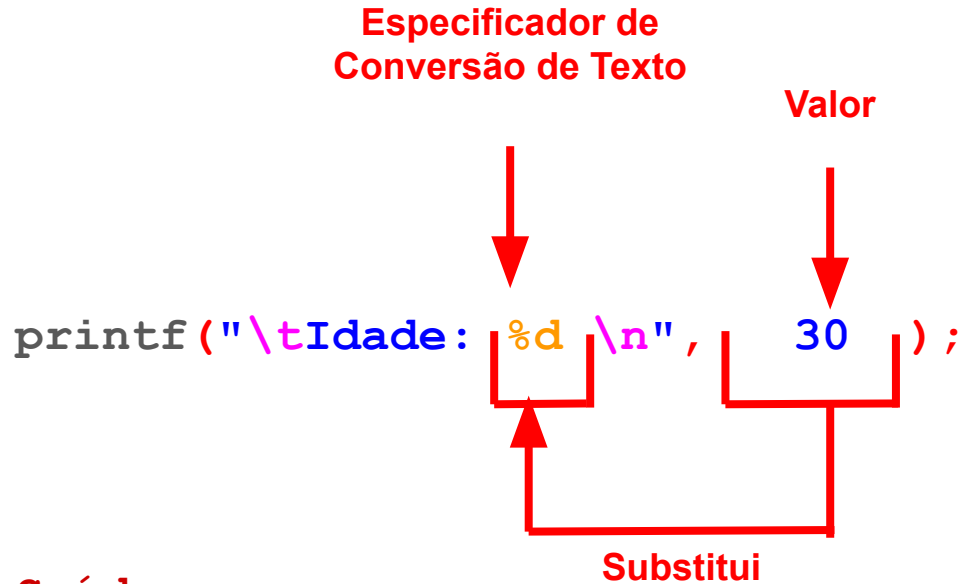 Especificador de
Conversão de Texto
Valor
printf("\tIdade: %d \n", 30 );
Substitui